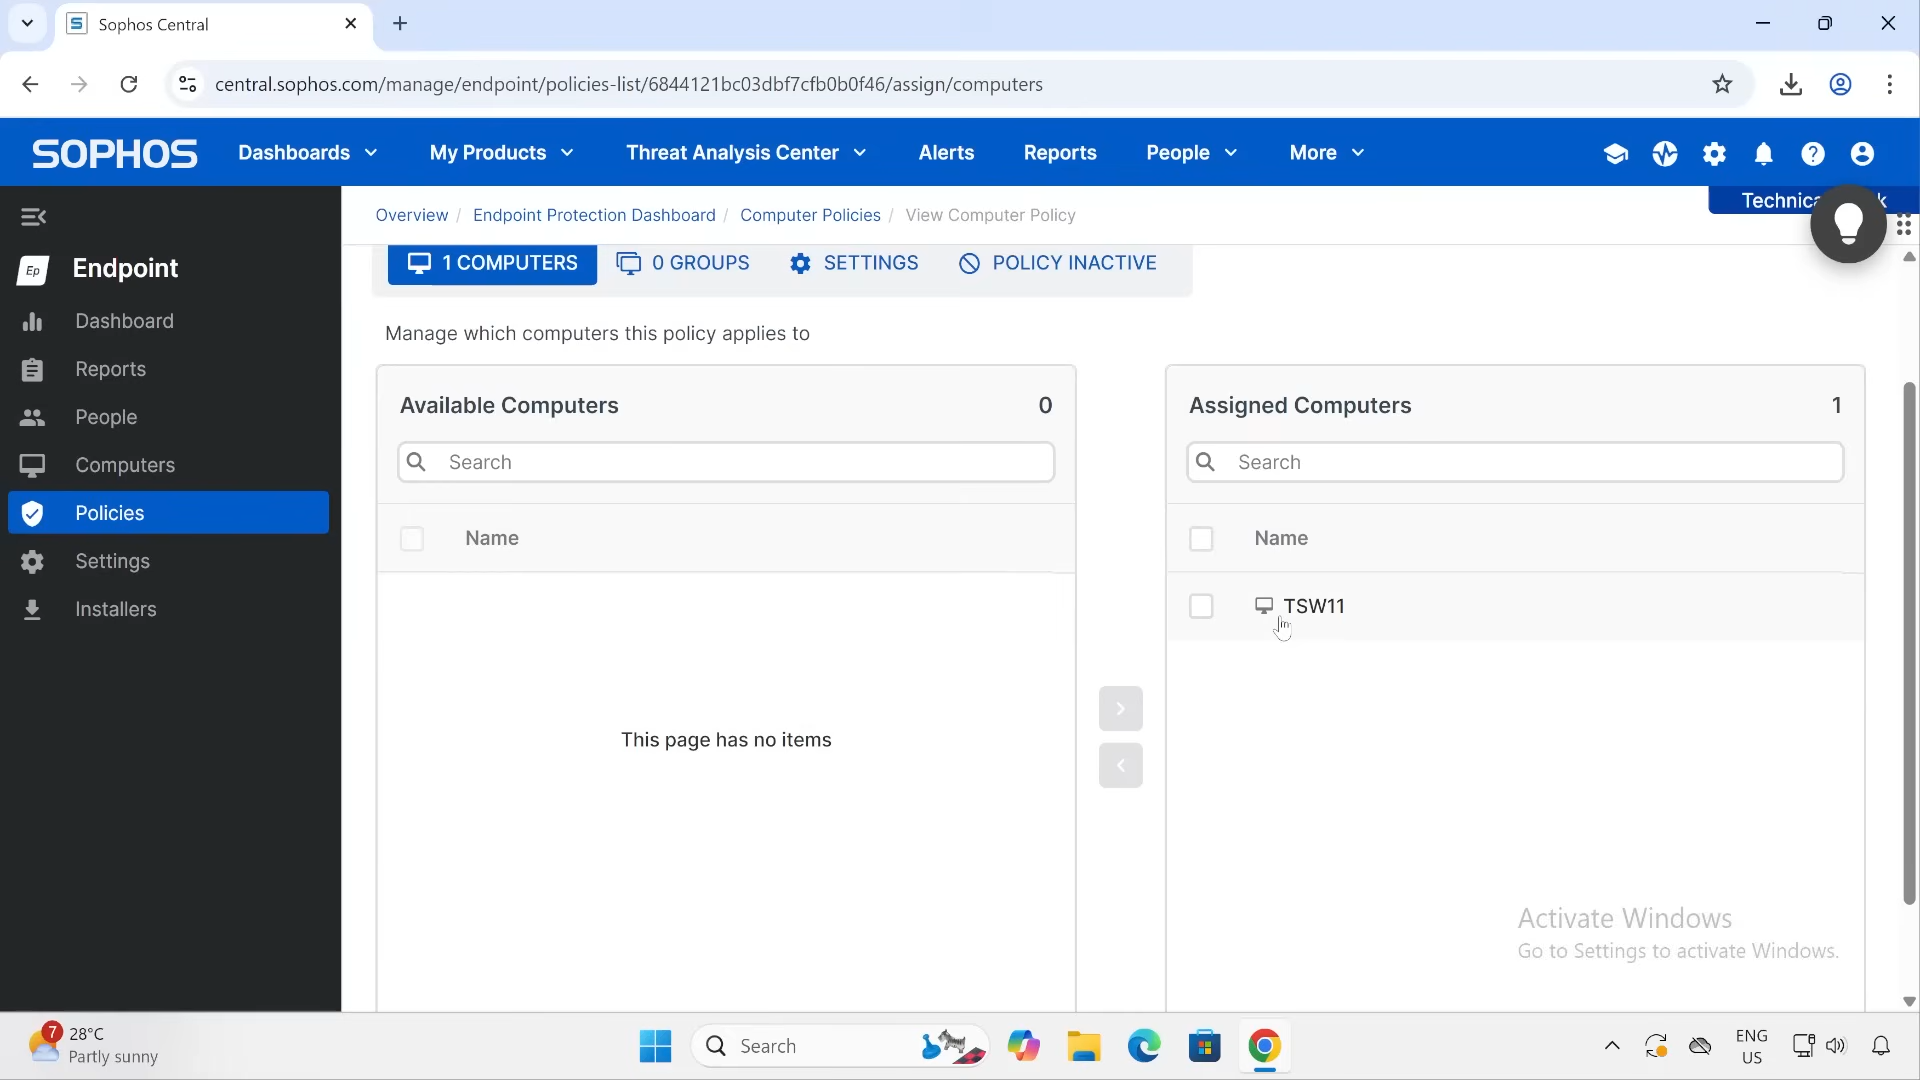 Sophos Central
central.sophos.com/manage/endpoint/policies-list/6844121bc03dbf7cfb0b0f46/assign/computers
SOPHOS
Dashboards
My Products
Threat Analysis Center
Alerts
Reports
People
More
Overview / Endpoint Protection Dashboard / Computer Policies / View Computer Policy
Ep
Endpoint
Dashboard
Reports
People
Computers
Policies
Settings
Installers
1 COMPUTERS
0 GROUPS
SETTINGS
POLICY INACTIVE
Manage which computers this policy applies to
Available Computers 0
Search
Name
This page has no items
Assigned Computers 1
Search
Name
TSW11
Activate Windows
Go to Settings to activate Windows.
7
28°C
Partly sunny
Search
ENG
US